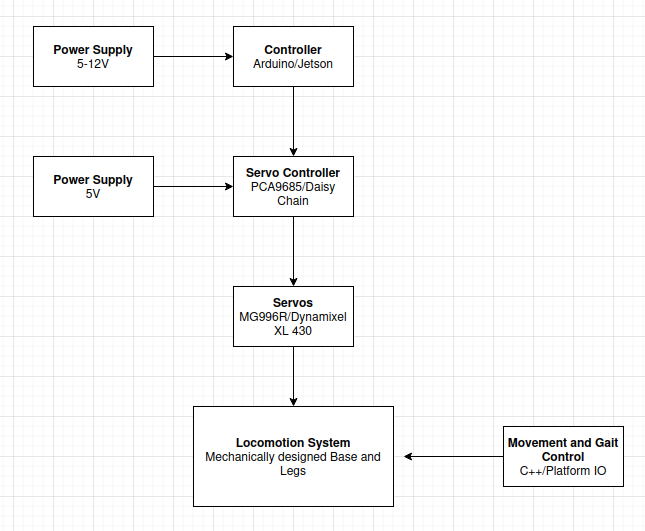 Power Supply
5-12V
Controller
Arduino/Jetson
Power Supply
5V
Servo Controller
PCA9685/Daisy
Chain
Servos
MG996R/Dynamixel
XL 430
Locomotion System
Mechanically designed Base and
Legs
Movement and Gait
Control
C++/Platform IO